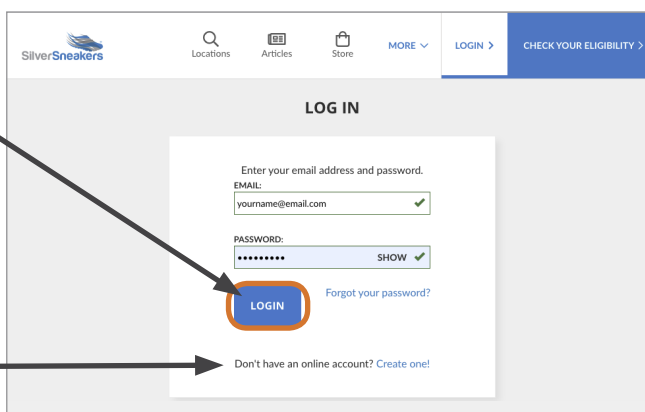 SilverSneakers
Locations
Articles
Store
MORE
LOGIN
CHECK YOUR ELIGIBILITY
LOG IN
Enter your email address and password.
EMAIL:
yourname@email.com
PASSWORD:
••••••••• SHOW
LOGIN
Forgot your password?
Don't have an online account? Create one!